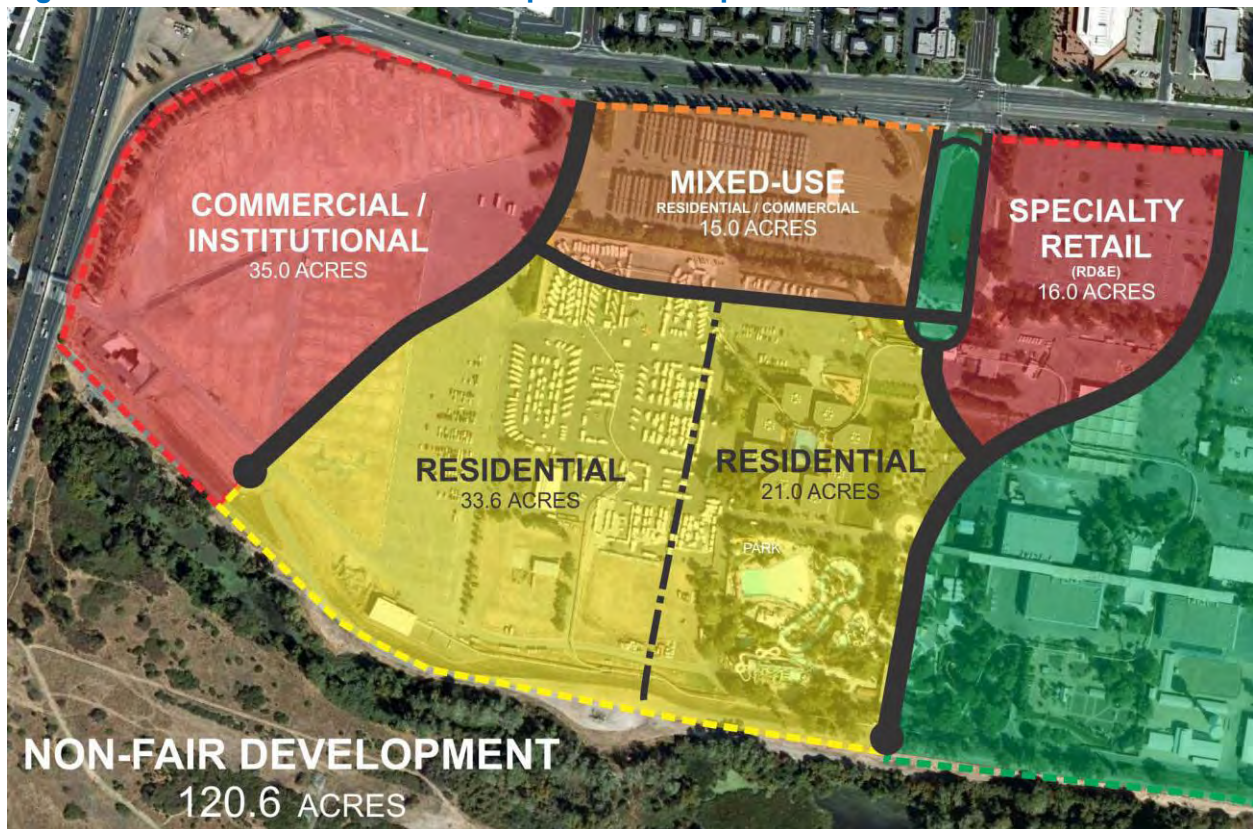 COMMERCIAL /
INSTITUTIONAL
35.0 ACRES
MIXED-USE
RESIDENTIAL / COMMERCIAL
15.0 ACRES
SPECIALTY
RETAIL
(RD&E)
16.0 ACRES
RESIDENTIAL
33.6 ACRES
RESIDENTIAL
21.0 ACRES
PARK
NON-FAIR DEVELOPMENT
120.6 ACRES